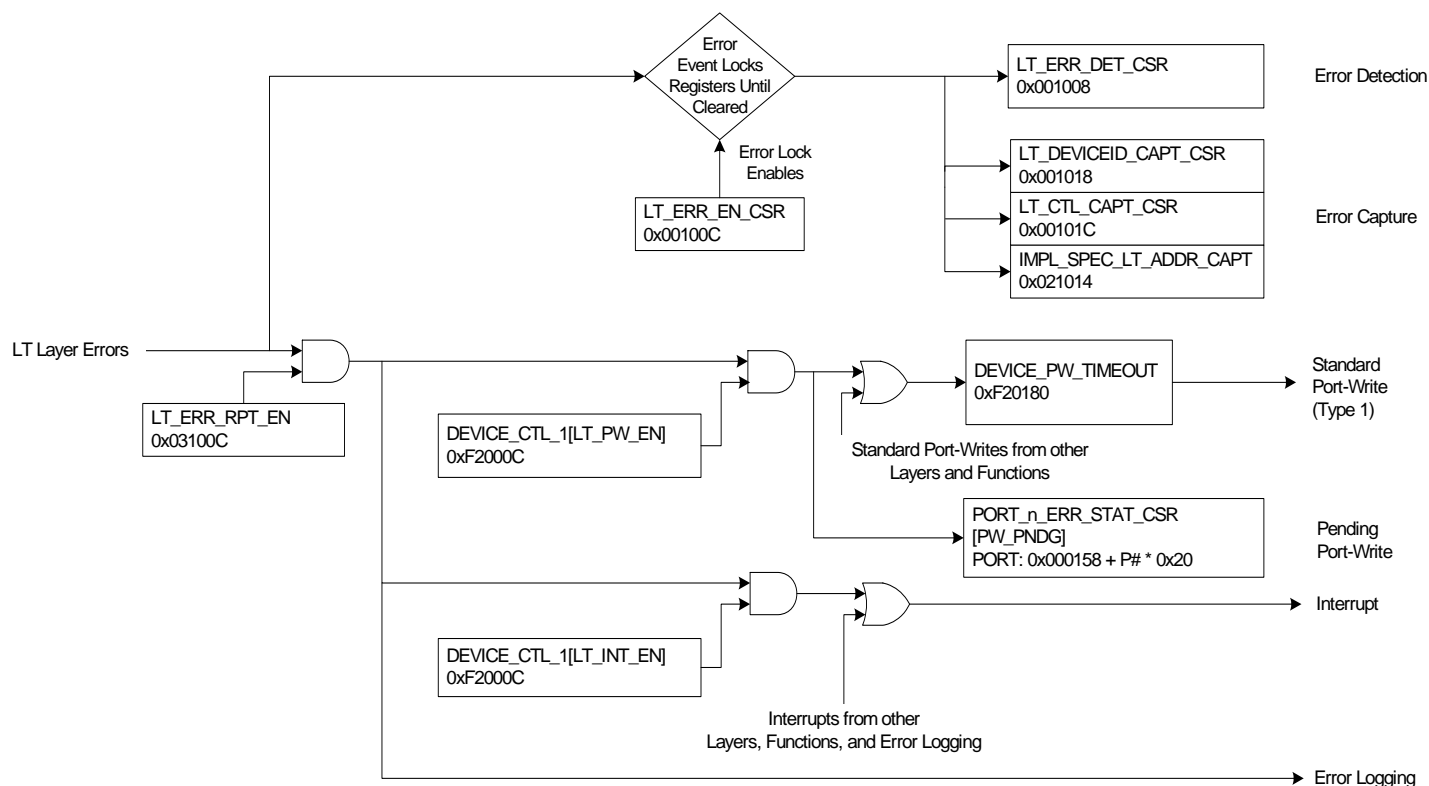 Error
Event Locks
Registers Until
Cleared
LT_ERR_DET_CSR
0x001008
Error Detection
Error Lock
Enables
LT_ERR_EN_CSR
0x00100C
LT_DEVICEID_CAPT_CSR
0x001018
LT_CTL_CAPT_CSR
0x00101C
IMPL_SPEC_LT_ADDR_CAPT
0x021014
Error Capture
LT Layer Errors
LT_ERR_RPT_EN
0x03100C
DEVICE_CTL_1[LT_PW_EN]
0xF2000C
DEVICE_PW_TIMEOUT
0xF20180
Standard
Port-Write
(Type 1)
Standard Port-Writes from other
Layers and Functions
PORT_n_ERR_STAT_CSR
[PW_PNDG]
PORT: 0x000158 + P# * 0x20
Pending
Port-Write
DEVICE_CTL_1[LT_INT_EN]
0xF2000C
Interrupt
Interrupts from other
Layers, Functions, and Error Logging
Error Logging